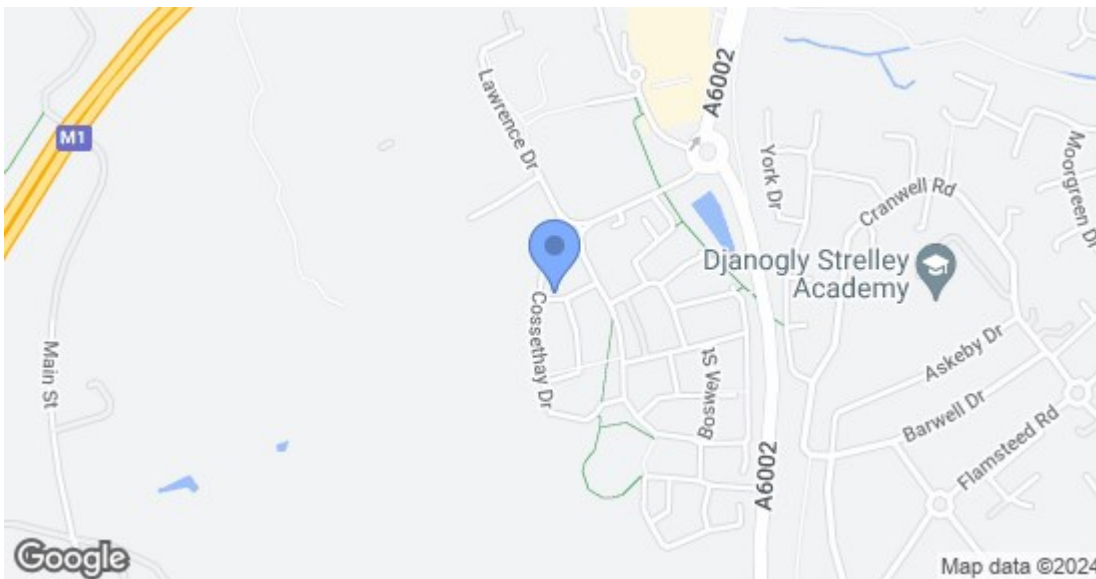 A6002
Lawrence Dr
M1
York Dr
Moorgreen Dr
Cranwell Rd
Djanogly Strelley
Academy
Cossethay Dr
Main St
Boswell St
Askeby Dr
Barwell Dr
Flamsteed Rd
A6002
Google
Map data ©2024